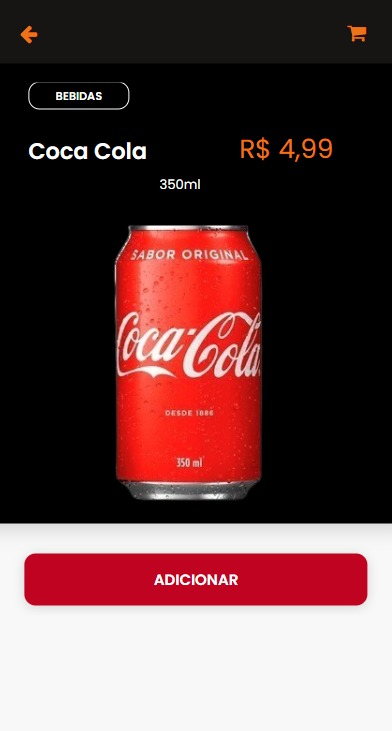 BEBIDAS
Coca Cola
R$ 4,99
350ml
SABOR ORIGINAL
Coca-Cola
DESDE 1886
350 ml
ADICIONAR